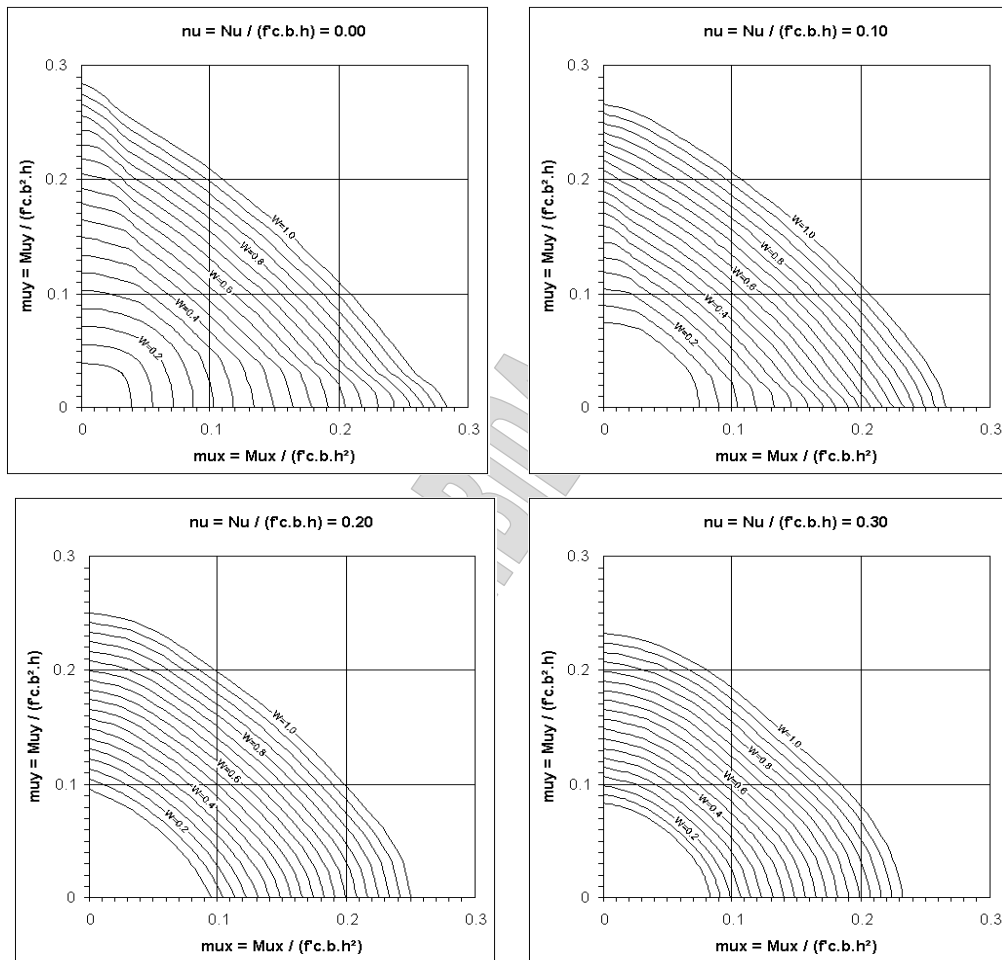 nu = Nu / (f'c.b.h) = 0.00
0.3
0.2
0.1
0
muy = Muy / (f'c.b².h)
W=1.0
W=0.8
W=0.6
W=0.4
W=0.2
0
0.1
0.2
0.3
mux = Mux / (f'c.b.h²)
nu = Nu / (f'c.b.h) = 0.10
0.3
0.2
0.1
0
muy = Muy / (f'c.b².h)
W=1.0
W=0.8
W=0.6
W=0.4
W=0.2
0
0.1
0.2
0.3
mux = Mux / (f'c.b.h²)
nu = Nu / (f'c.b.h) = 0.20
0.3
0.2
0.1
0
muy = Muy / (f'c.b².h)
W=1.0
W=0.8
W=0.6
W=0.4
W=0.2
0
0.1
0.2
0.3
mux = Mux / (f'c.b.h²)
nu = Nu / (f'c.b.h) = 0.30
0.3
0.2
0.1
0
muy = Muy / (f'c.b².h)
W=1.0
W=0.8
W=0.6
W=0.4
W=0.2
0
0.1
0.2
0.3
mux = Mux / (f'c.b.h²)